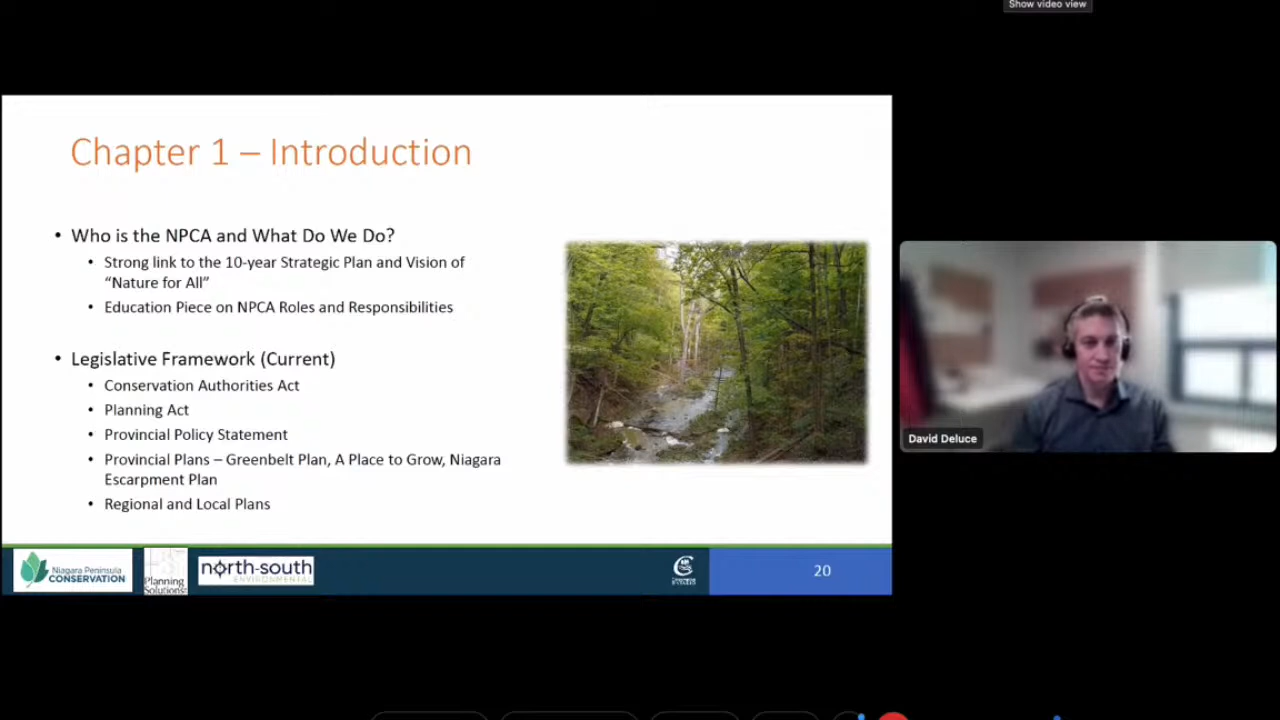 Show video view
Chapter 1 – Introduction
• Who is the NPCA and What Do We Do?
• Strong link to the 10-year Strategic Plan and Vision of
“Nature for All”
• Education Piece on NPCA Roles and Responsibilities
• Legislative Framework (Current)
• Conservation Authorities Act
• Planning Act
• Provincial Policy Statement
• Provincial Plans – Greenbelt Plan, A Place to Grow, Niagara
Escarpment Plan
• Regional and Local Plans
David Deluce
Niagara Peninsula
CONSERVATION
Planning
Solutions
north-south
ENVIRONMENTAL
20